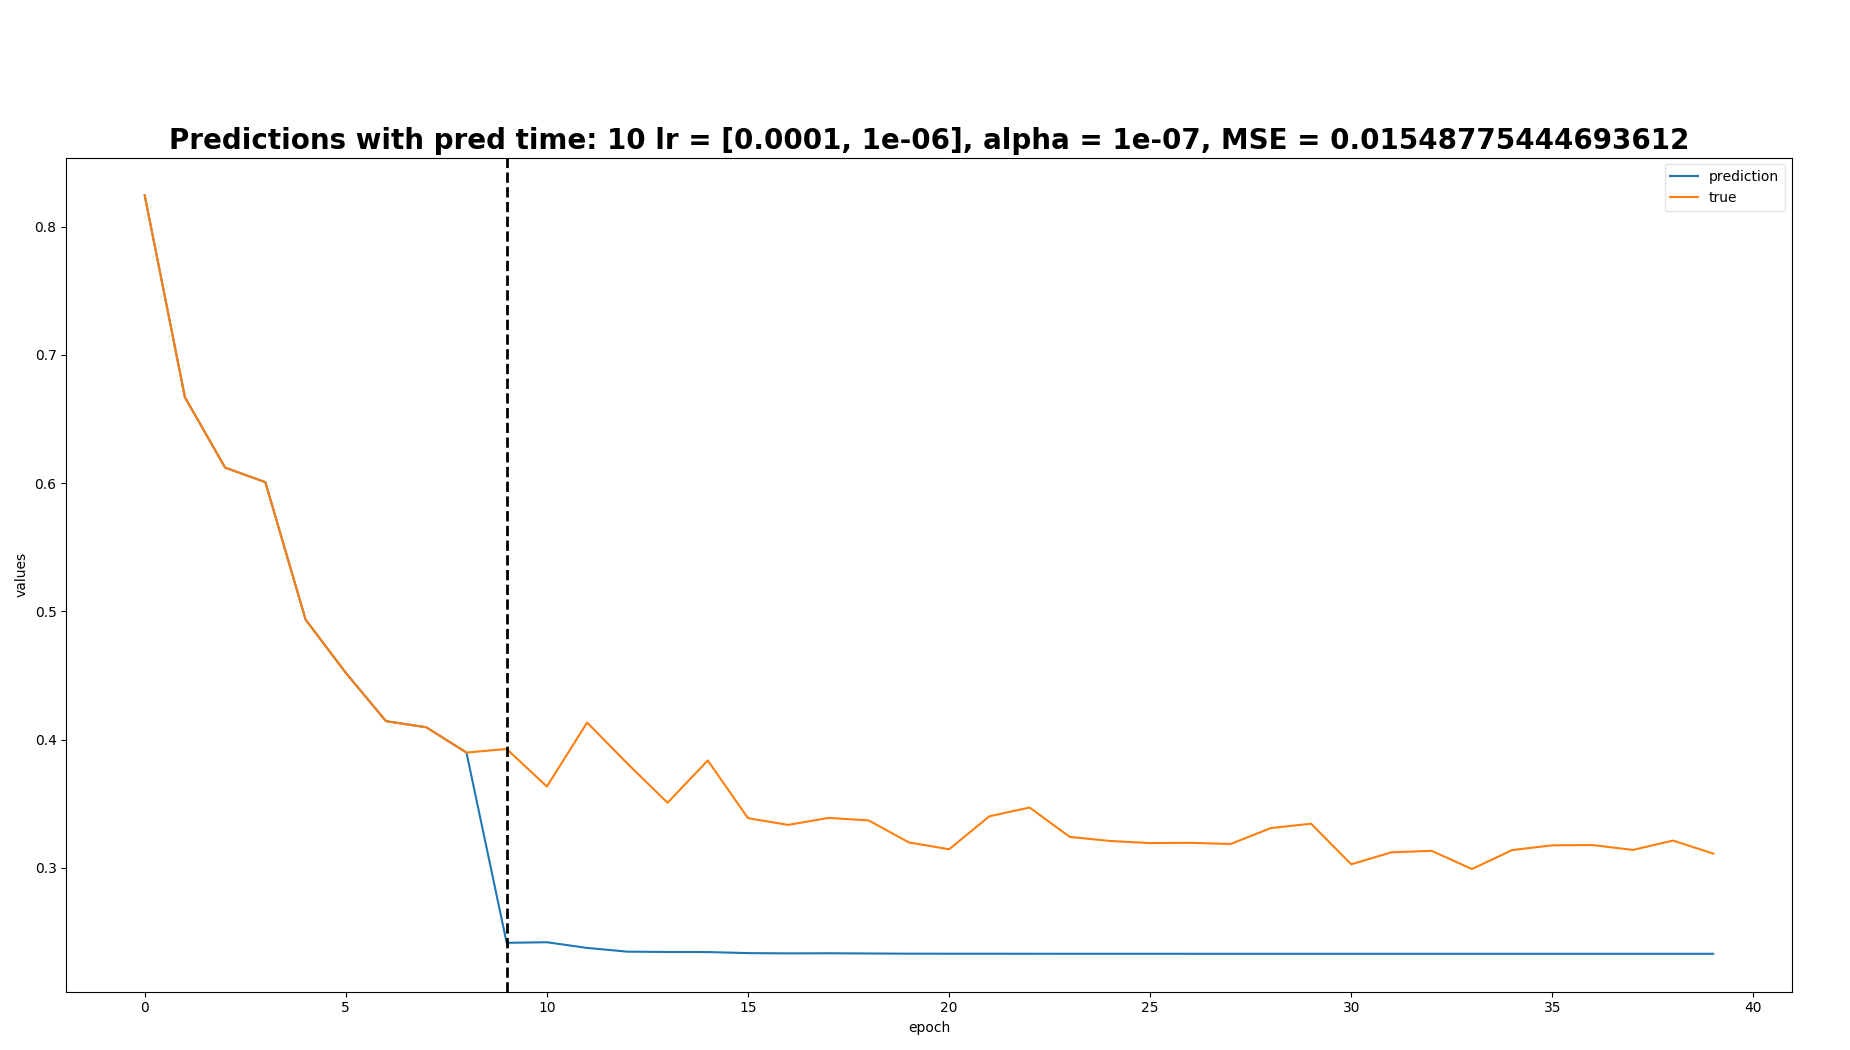 Predictions with pred time: 10 lr = [0.0001, 1e-06], alpha = 1e-07, MSE = 0.01548775444693612
prediction
true
0.8
0.7
0.6
0.5
0.4
0.3
values
0 5 10 15 20 25 30 35 40
epoch